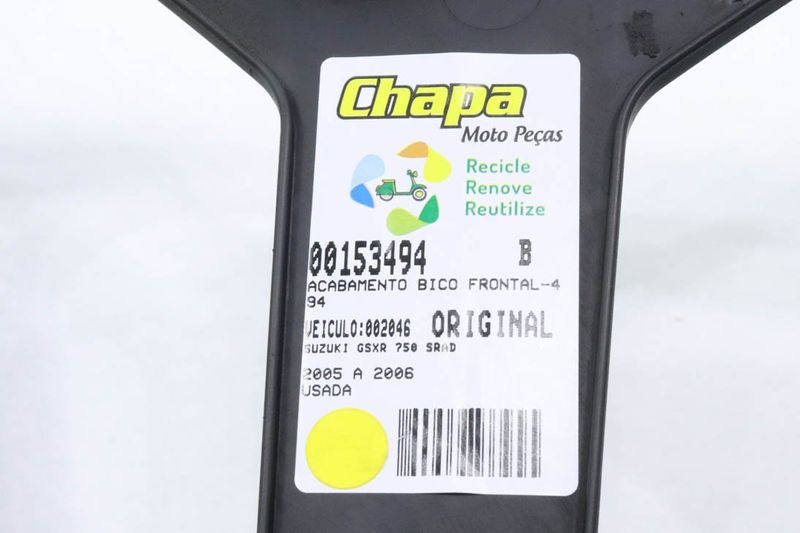 Chapa
Moto Peças
Recicle
Renove
Reutilize
00153494 B
ACABAMENTO BICO FRONTAL-4
94
VEICULO:002046 ORIGINAL
SUZUKI GSXR 750 SRAD
2005 A 2006
USADA